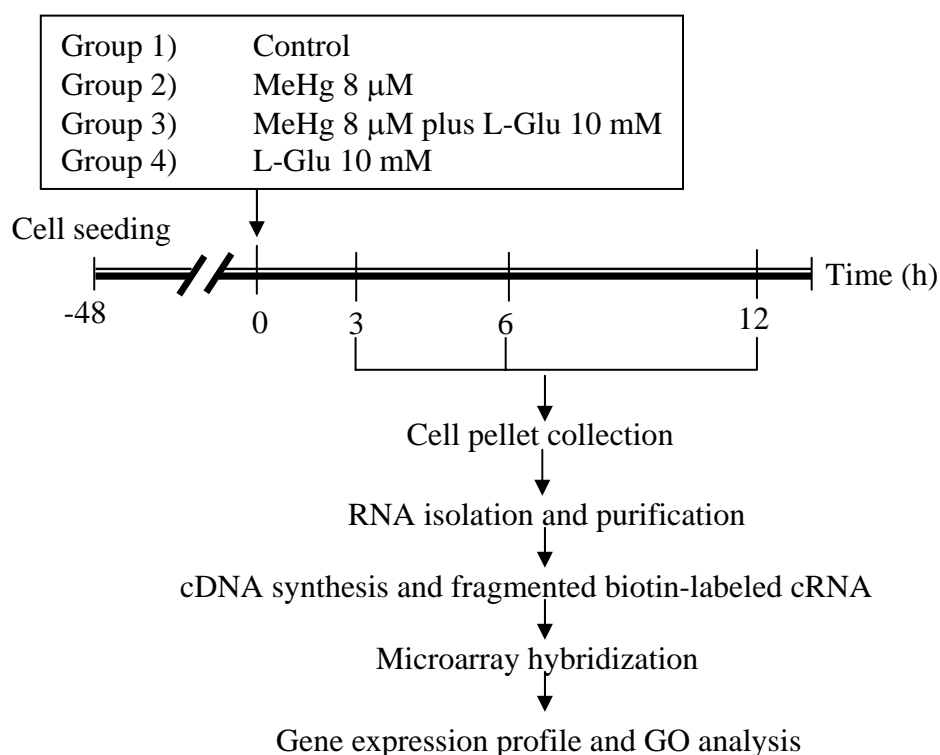 Group 1) Control
Group 2) MeHg 8 μM
Group 3) MeHg 8 μM plus L-Glu 10 mM
Group 4) L-Glu 10 mM
Cell seeding
Time (h)
-48 0 3 6 12
Cell pellet collection
RNA isolation and purification
cDNA synthesis and fragmented biotin-labeled cRNA
Microarray hybridization
Gene expression profile and GO analysis